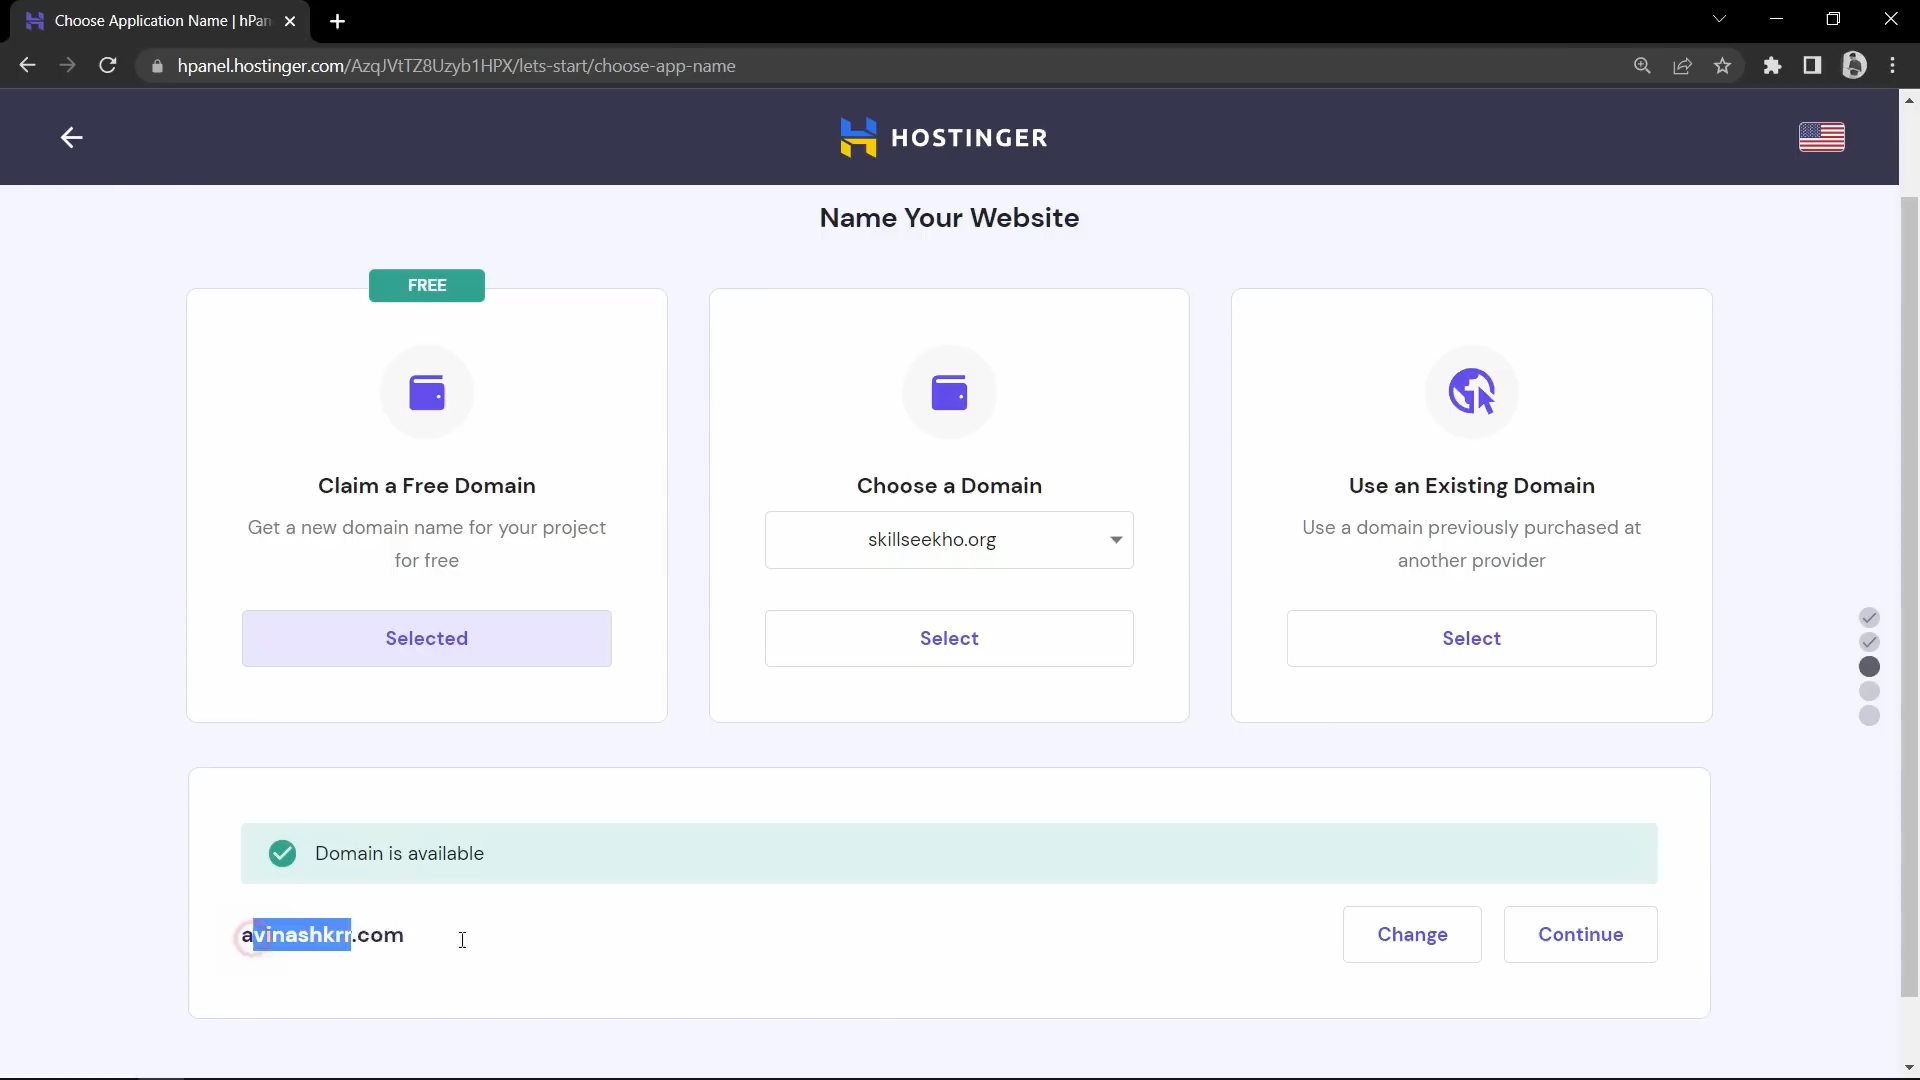 Choose Application Name | hPan
hpanel.hostinger.com/AzqJVtTZ8Uzyb1HPX/lets-start/choose-app-name
HOSTINGER
Name Your Website
FREE
Claim a Free Domain
Get a new domain name for your project
for free
Selected
Choose a Domain
skillseekho.org
Select
Use an Existing Domain
Use a domain previously purchased at
another provider
Select
Domain is available
avinashkrr.com
Change
Continue